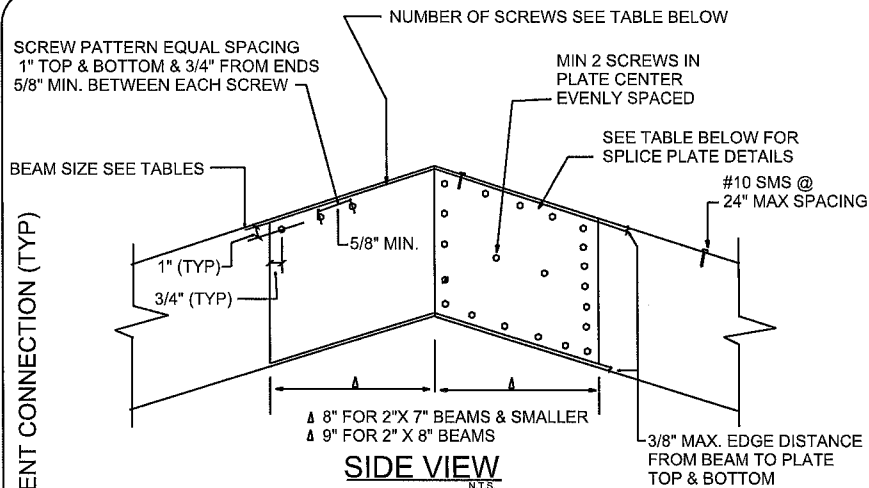 NUMBER OF SCREWS SEE TABLE BELOW
SCREW PATTERN EQUAL SPACING
1" TOP & BOTTOM & 3/4" FROM ENDS
5/8" MIN. BETWEEN EACH SCREW
MIN 2 SCREWS IN
PLATE CENTER
EVENLY SPACED
SEE TABLE BELOW FOR
SPLICE PLATE DETAILS
BEAM SIZE SEE TABLES
#10 SMS @
24" MAX SPACING
5/8" MIN.
1" (TYP)
3/4" (TYP)
Δ
Δ
Δ 8" FOR 2"X 7" BEAMS & SMALLER
Δ 9" FOR 2" X 8" BEAMS
3/8" MAX. EDGE DISTANCE
FROM BEAM TO PLATE
TOP & BOTTOM
SIDE VIEW
N.T.S.
ENT CONNECTION (TYP)